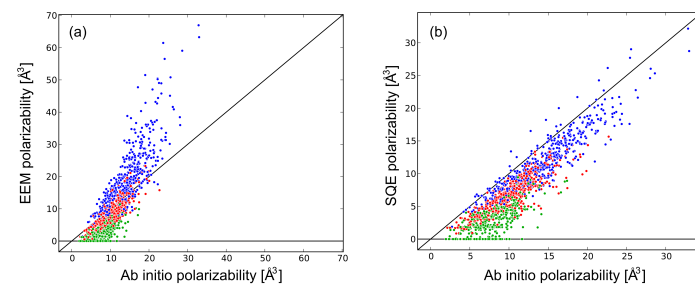 (a)
70
60
50
40
30
20
10
0
EEM polarizability [Å³]
0 10 20 30 40 50 60 70
Ab initio polarizability [Å³]
(b)
30
25
20
15
10
5
0
SQE polarizability [Å³]
0 5 10 15 20 25 30
Ab initio polarizability [Å³]